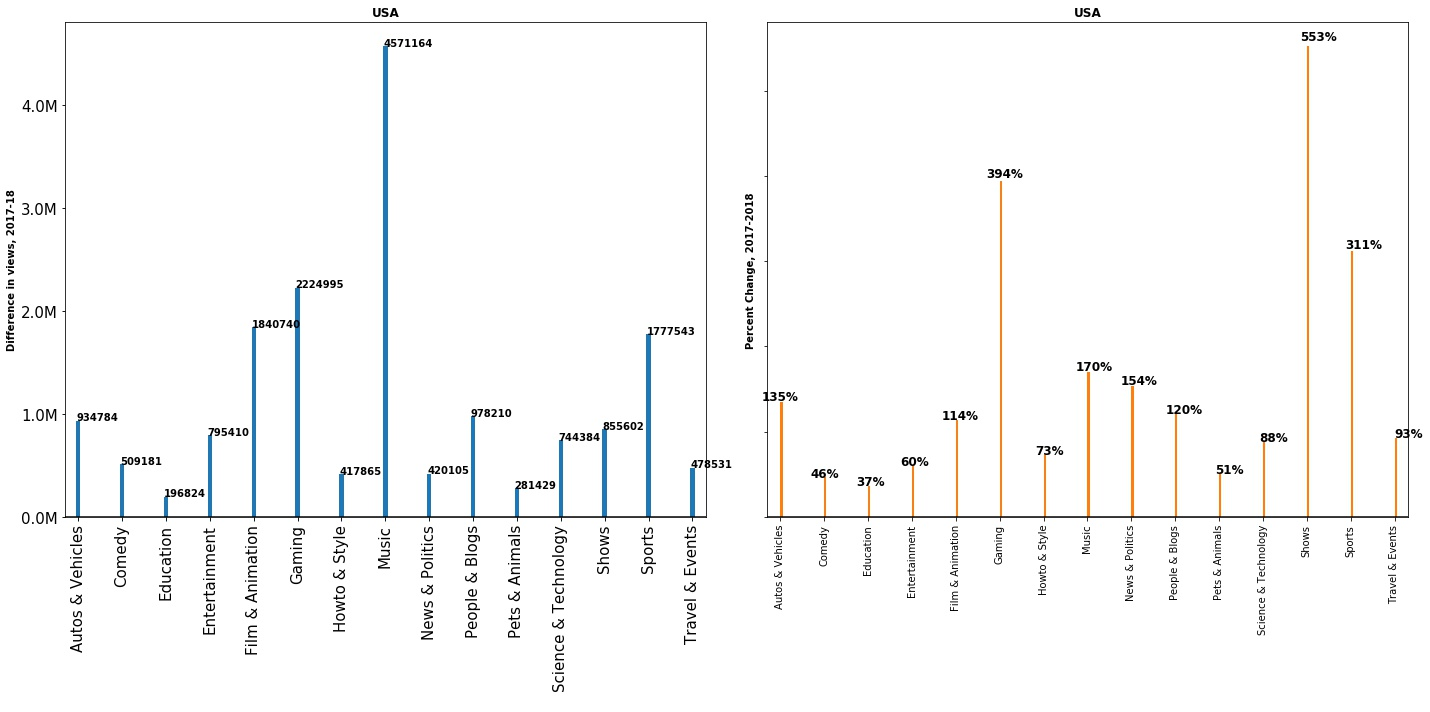 USA
Difference in views, 2017-18
4.0M
3.0M
2.0M
1.0M
0.0M
934784
509181
196824
795410
1840740
2224995
417865
4571164
420105
978210
281429
744384
855602
1777543
478531
Autos & Vehicles
Comedy
Education
Entertainment
Film & Animation
Gaming
Howto & Style
Music
News & Politics
People & Blogs
Pets & Animals
Science & Technology
Shows
Sports
Travel & Events
USA
Percent Change, 2017-2018
135%
46%
37%
60%
114%
394%
73%
170%
154%
120%
51%
88%
553%
311%
93%
Autos & Vehicles
Comedy
Education
Entertainment
Film & Animation
Gaming
Howto & Style
Music
News & Politics
People & Blogs
Pets & Animals
Science & Technology
Shows
Sports
Travel & Events